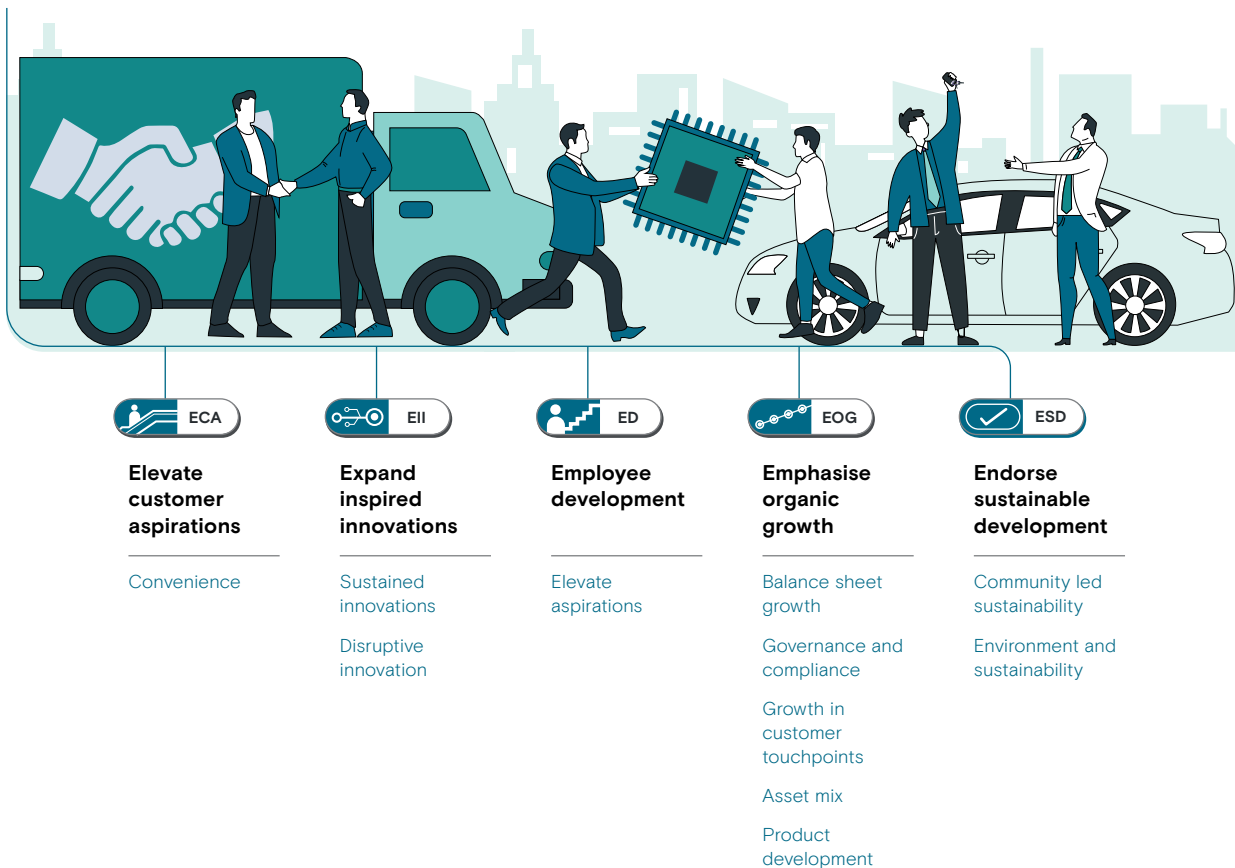 ECA
Elevate
customer
aspirations
Convenience
EII
Expand
inspired
innovations
Sustained
innovations
Disruptive
innovation
ED
Employee
development
Elevate
aspirations
EOG
Emphasise
organic
growth
Balance sheet
growth
Governance and
compliance
Growth in
customer
touchpoints
Asset mix
Product
development
ESD
Endorse
sustainable
development
Community led
sustainability
Environment and
sustainability